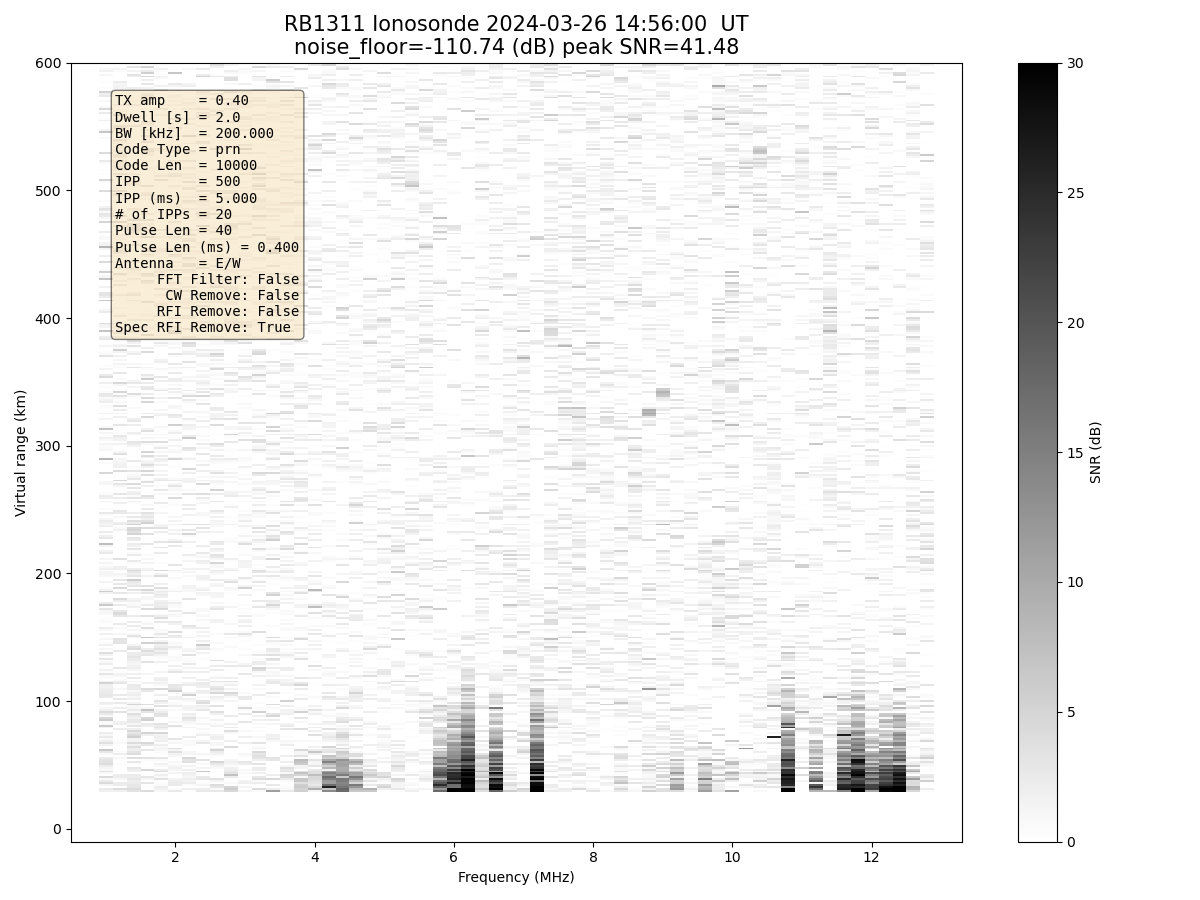 RB1311 Ionosonde 2024-03-26 14:56:00  UT
noise_floor=-110.74 (dB) peak SNR=41.48
TX amp    = 0.40
Dwell [s] = 2.0
BW [kHz]  = 200.000
Code Type = prn
Code Len  = 10000
IPP       = 500
IPP (ms)  = 5.000
# of IPPs = 20
Pulse Len = 40
Pulse Len (ms) = 0.400
Antenna   = E/W
FFT Filter: False
CW Remove: False
RFI Remove: False
Spec RFI Remove: True
600
500
400
300
200
100
0
Virtual range (km)
2 4 6 8 10 12
Frequency (MHz)
30
25
20
15
10
5
0
SNR (dB)